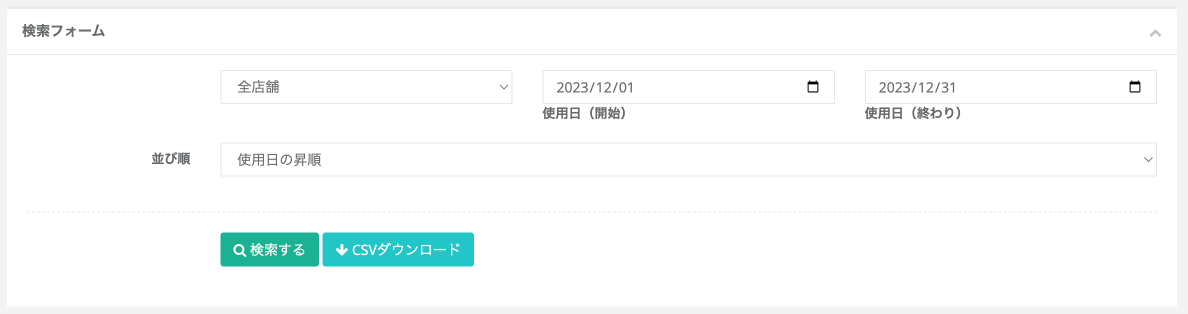 検索フォーム
全店舗
2023/12/01
2023/12/31
使用日（開始）
使用日（終わり）
並び順
使用日の昇順
検索する
CSVダウンロード